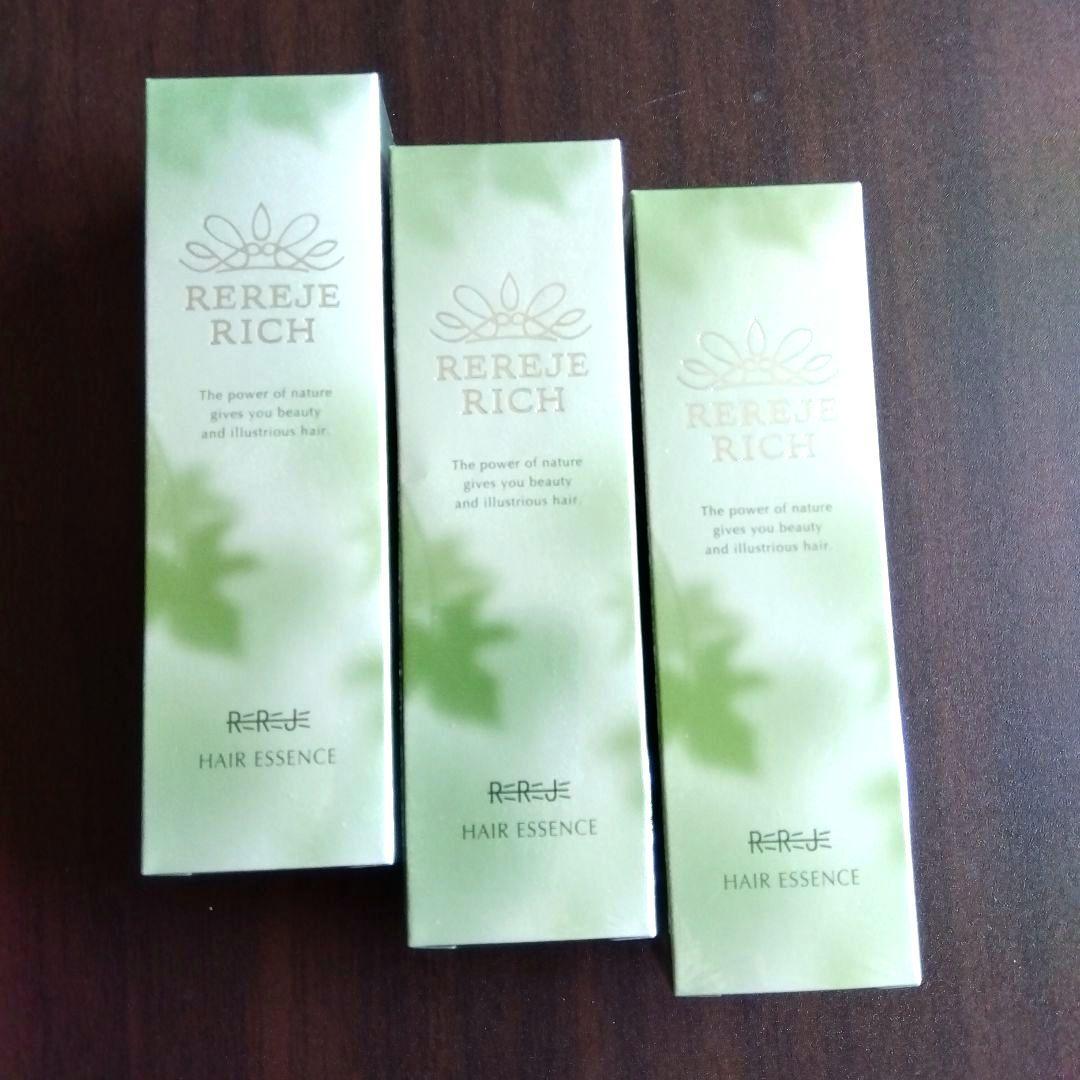 REREJE
RICH
The power of nature
gives you beauty
and illustrious hair.
REREJE
HAIR ESSENCE
REREJE
RICH
The power of nature
gives you beauty
and illustrious hair.
REREJE
HAIR ESSENCE
REREJE
RICH
The power of nature
gives you beauty
and illustrious hair.
REREJE
HAIR ESSENCE